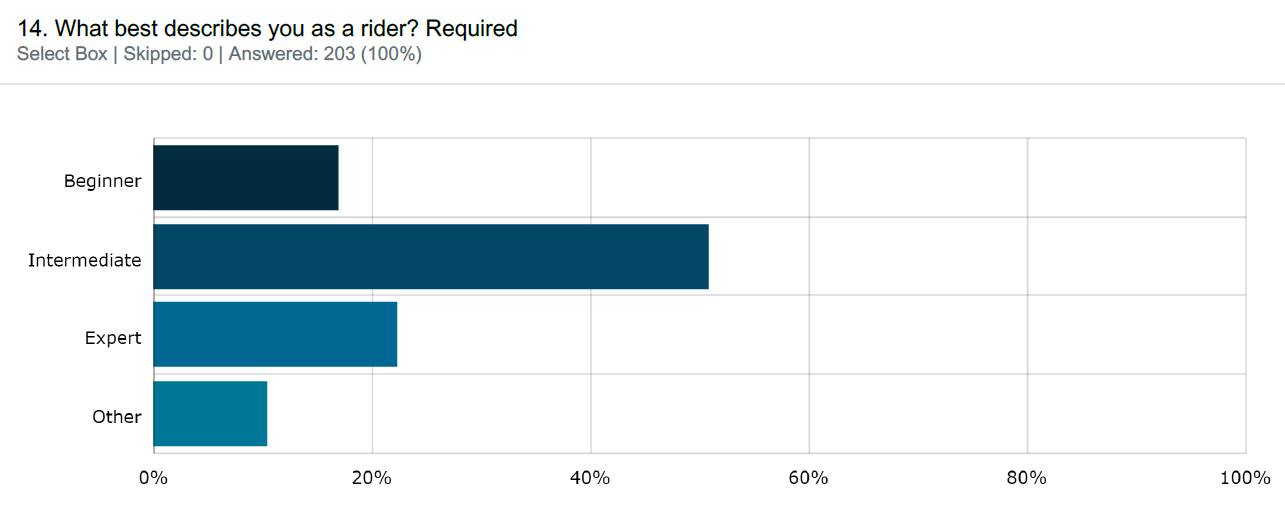 14. What best describes you as a rider? Required
Select Box | Skipped: 0 | Answered: 203 (100%)
Beginner
Intermediate
Expert
Other
0% 20% 40% 60% 80% 100%